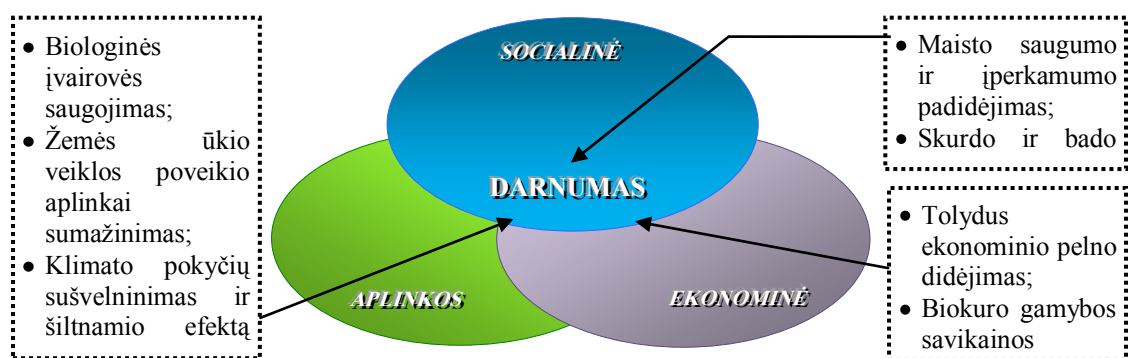 • Biologinės
įvairovės
saugojimas;
• Žemės ūkio
veiklos poveikio
aplinkai
sumažinimas;
• Klimato pokyčių
sušvelninimas ir
šiltnamio efektą
SOCIALINĖ
DARNUMAS
APLINKOS
EKONOMINĖ
• Maisto saugumo
ir įperkamumo
padidėjimas;
• Skurdo ir bado
• Tolydus
ekonominio pelno
didėjimas;
• Biokuro gamybos
savikainos